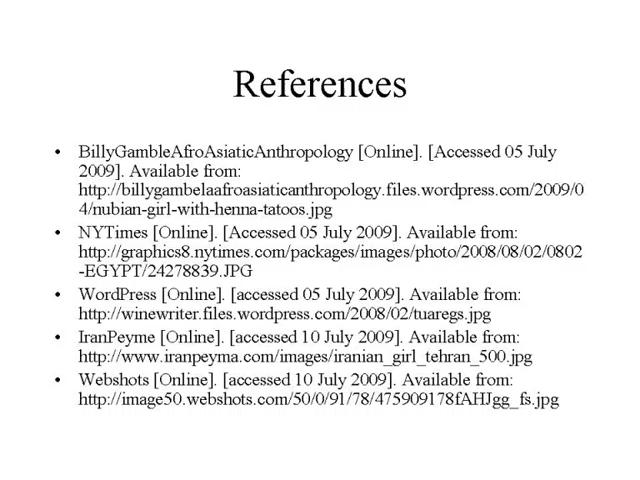 References
• BillyGambleAfroAsiaticAnthropology [Online]. [Accessed 05 July
2009]. Available from:
http://billygambelaafroasiaticanthropology.files.wordpress.com/2009/0
4/nubian-girl-with-henna-tatoos.jpg
• NYTimes [Online]. [Accessed 05 July 2009]. Available from:
http://graphics8.nytimes.com/packages/images/photo/2008/08/02/0802
-EGYPT/24278839.JPG
• WordPress [Online]. [accessed 05 July 2009]. Available from:
http://winewriter.files.wordpress.com/2008/02/tuaregs.jpg
• IranPeyme [Online]. [accessed 10 July 2009]. Available from:
http://www.iranpeyma.com/images/iranian_girl_tehran_500.jpg
• Webshots [Online]. [accessed 10 July 2009]. Available from:
http://image50.webshots.com/50/0/91/78/475909178fAHJgg_fs.jpg